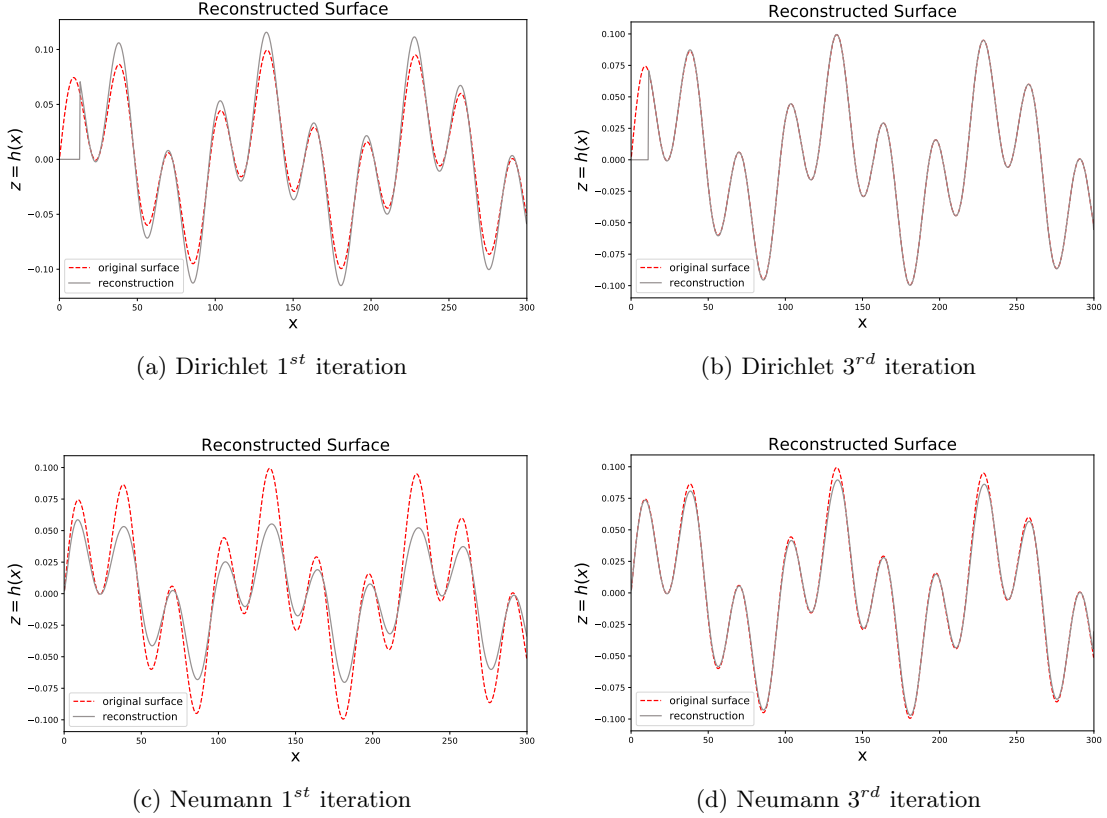 Reconstructed Surface
0.10
0.05
0.00
−0.05
−0.10
z = h(x)
original surface
reconstruction
0 50 100 150 200 250 300
x
(a) Dirichlet 1st iteration
Reconstructed Surface
0.100
0.075
0.050
0.025
0.000
−0.025
−0.050
−0.075
−0.100
z = h(x)
original surface
reconstruction
0 50 100 150 200 250 300
x
(b) Dirichlet 3rd iteration
Reconstructed Surface
0.100
0.075
0.050
0.025
0.000
−0.025
−0.050
−0.075
−0.100
z = h(x)
original surface
reconstruction
0 50 100 150 200 250 300
x
(c) Neumann 1st iteration
Reconstructed Surface
0.100
0.075
0.050
0.025
0.000
−0.025
−0.050
−0.075
−0.100
z = h(x)
original surface
reconstruction
0 50 100 150 200 250 300
x
(d) Neumann 3rd iteration